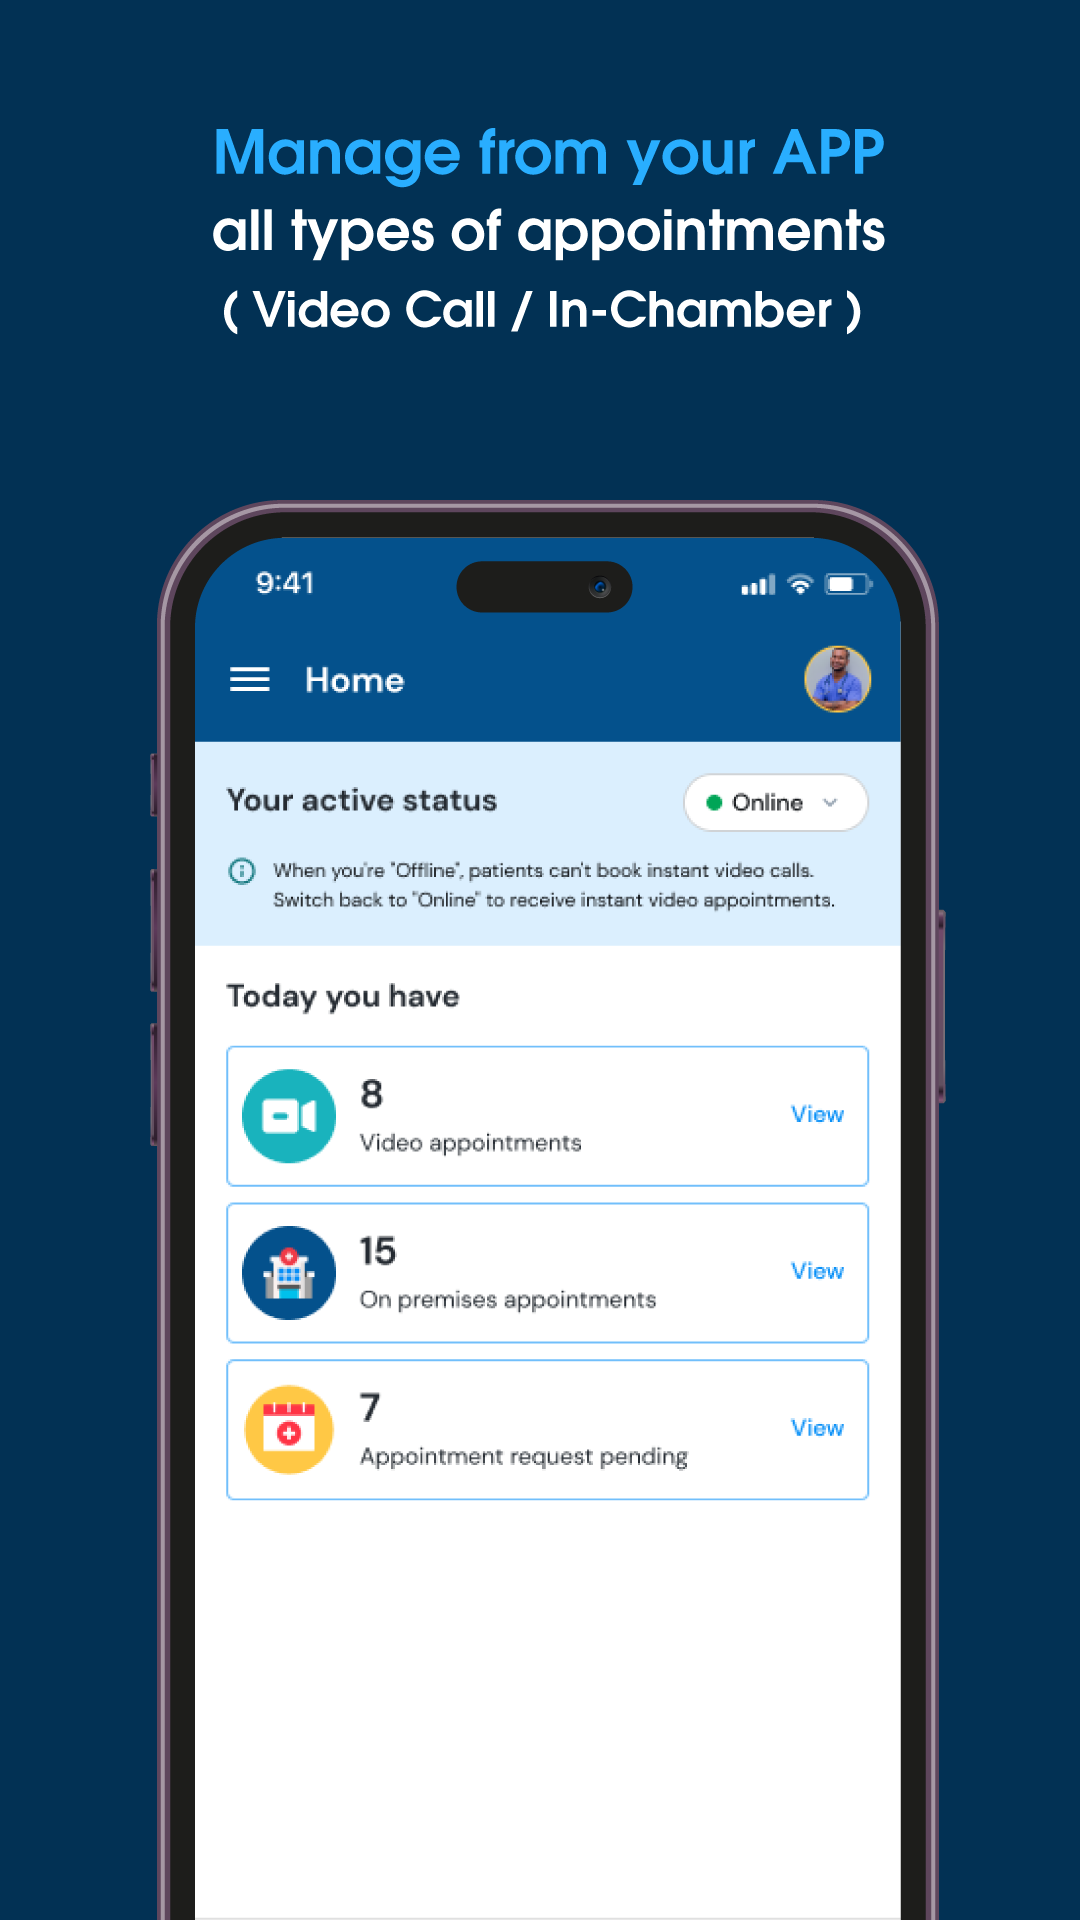 Manage from your APP
all types of appointments
( Video Call / In-Chamber )
9:41
Home
Your active status
Online
When you're "Offline", patients can't book instant video calls.
Switch back to "Online" to receive instant video appointments.
Today you have
8
Video appointments
View
15
On premises appointments
View
7
Appointment request pending
View